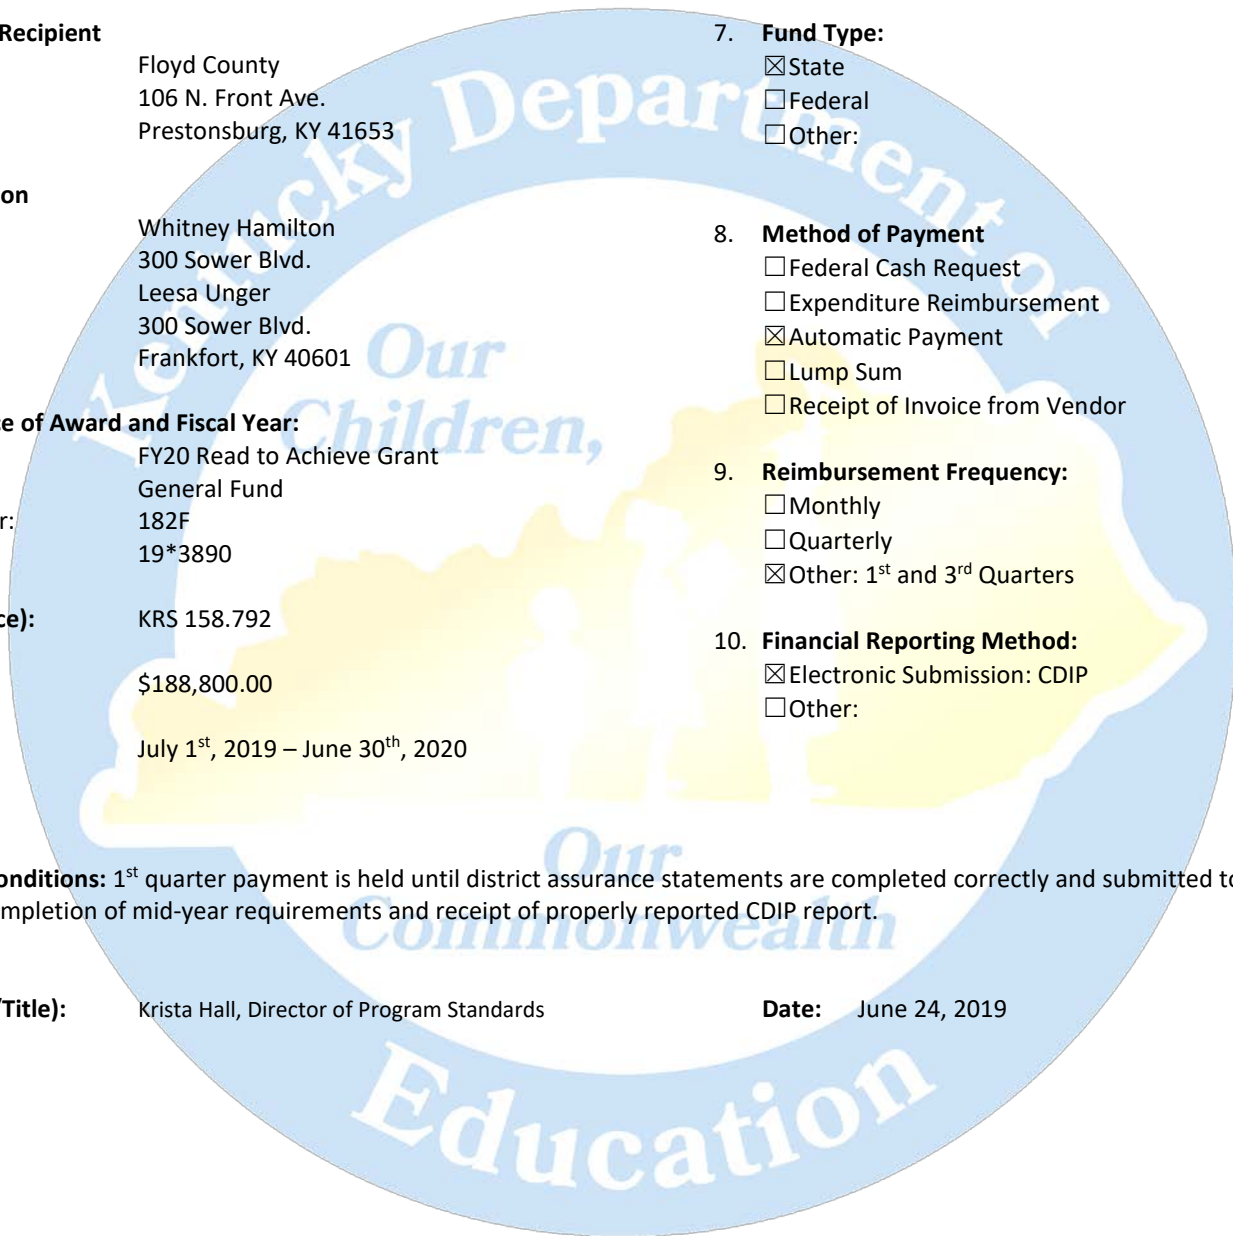 Recipient
Floyd County
106 N. Front Ave.
Prestonsburg, KY 41653
on
Whitney Hamilton
300 Sower Blvd.
Leesa Unger
300 Sower Blvd.
Frankfort, KY 40601
e of Award and Fiscal Year:
FY20 Read to Achieve Grant
General Fund
r: 182F
19*3890
ce): KRS 158.792
$188,800.00
July 1st, 2019 – June 30th, 2020
7. Fund Type:
☒State
☐Federal
☐Other:
8. Method of Payment
☐Federal Cash Request
☐Expenditure Reimbursement
☒Automatic Payment
☐Lump Sum
☐Receipt of Invoice from Vendor
9. Reimbursement Frequency:
☐Monthly
☐Quarterly
☒Other: 1st and 3rd Quarters
10. Financial Reporting Method:
☒Electronic Submission: CDIP
☐Other:
onditions: 1st quarter payment is held until district assurance statements are completed correctly and submitted to
mpletion of mid-year requirements and receipt of properly reported CDIP report.
/Title): Krista Hall, Director of Program Standards Date: June 24, 2019
Kentucky Department of
Education
Our
Children,
Our
Commonwealth